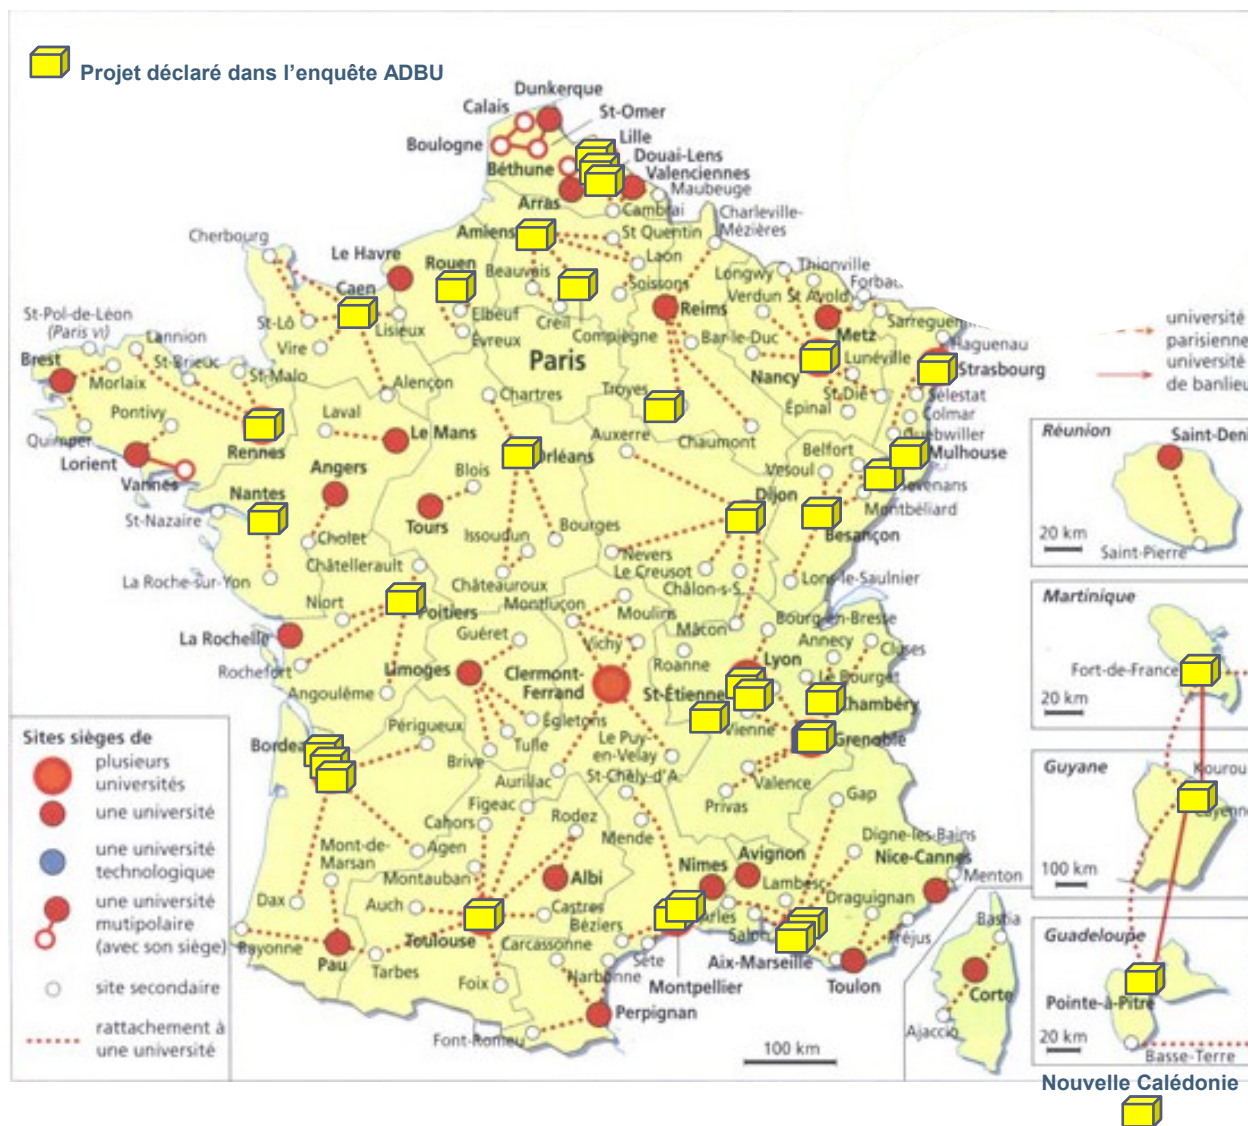 Projet déclaré dans l'enquête ADBU
Dunkerque
Calais
St-Omer
Boulogne
Lille
Béthune
Douai-Lens
Valenciennes
Maubeuge
Arras
Cambrai
Charleville-
Mézières
Amiens
St Quentin
Cherbourg
Le Havre
Rouen
Beauvais
Laon
Longwy
Thionville
Caen
Soissons
Verdun
St Avold
Forbac
St-Pol-de-Léon
(Paris VI)
Lannion
St-Lô
Elbeuf
Creil
Reims
Metz
Sarreguemin
université
parisienne
Vire
Lisieux
Évreux
Compiègne
Bar-le-Duc
Haguenau
université
de banlieu
Brest
St-Brieuc
Paris
Lunéville
Strasbourg
Morlaix
St-Malo
Alençon
Nancy
Chartres
Troyes
St-Dié
Sélestat
Pontivy
Laval
Épinal
Colmar
Quimper
Rennes
Le Mans
Auxerre
Chaumont
Guebwiller
Réunion
Saint-Deni
Lorient
Orléans
Belfort
Mulhouse
Vannes
Angers
Blois
Vesoul
Sevenans
Nantes
Dijon
Montbéliard
St-Nazaire
Tours
Bourges
Besançon
20 km
Cholet
Issoudun
Nevers
Saint-Pierre
Châtellerault
Le Creusot
La Roche-sur-Yon
Châteauroux
Châlon-s-S.
Lons-le-Saulnier
Niort
Montluçon
Moulins
Martinique
Poitiers
Mâcon
Bourg-en-Bresse
La Rochelle
Guéret
Vichy
Annecy
Cluses
Rochefort
Limoges
Clermont-
Ferrand
Roanne
Lyon
Fort-de-France
Le Bourget
Angoulême
St-Étienne
Chambéry
20 km
Égletons
Vienne
Sites sièges de
Périgueux
Tulle
Le Puy-
en-Velay
Grenoble
Bordea
plusieurs
universités
Brive
Guyane
Kourou
Aurillac
St-Chély-d'A.
Valence
une université
Figeac
Privas
Gap
Cayenne
Cahors
Rodez
Mende
une université
technologique
Mont-de-
Marsan
Agen
Digne-les-Bains
Nîmes
Avignon
Nice-Cannes
100 km
Montauban
Albi
Menton
une université
mutipolaire
(avec son siège)
Dax
Auch
Lambesc
Draguignan
Castres
Béziers
Arles
Bastia
Guadeloupe
Bayonne
Toulouse
Carcassonne
Salon
Fréjus
site secondaire
Pau
Tarbes
Sète
Aix-Marseille
Narbonne
Foix
Montpellier
Toulon
Corte
Pointe-à-Pitre
rattachement à
une université
Perpignan
Ajaccio
Font-Romeu
100 km
20 km
Basse-Terre
Nouvelle Calédonie